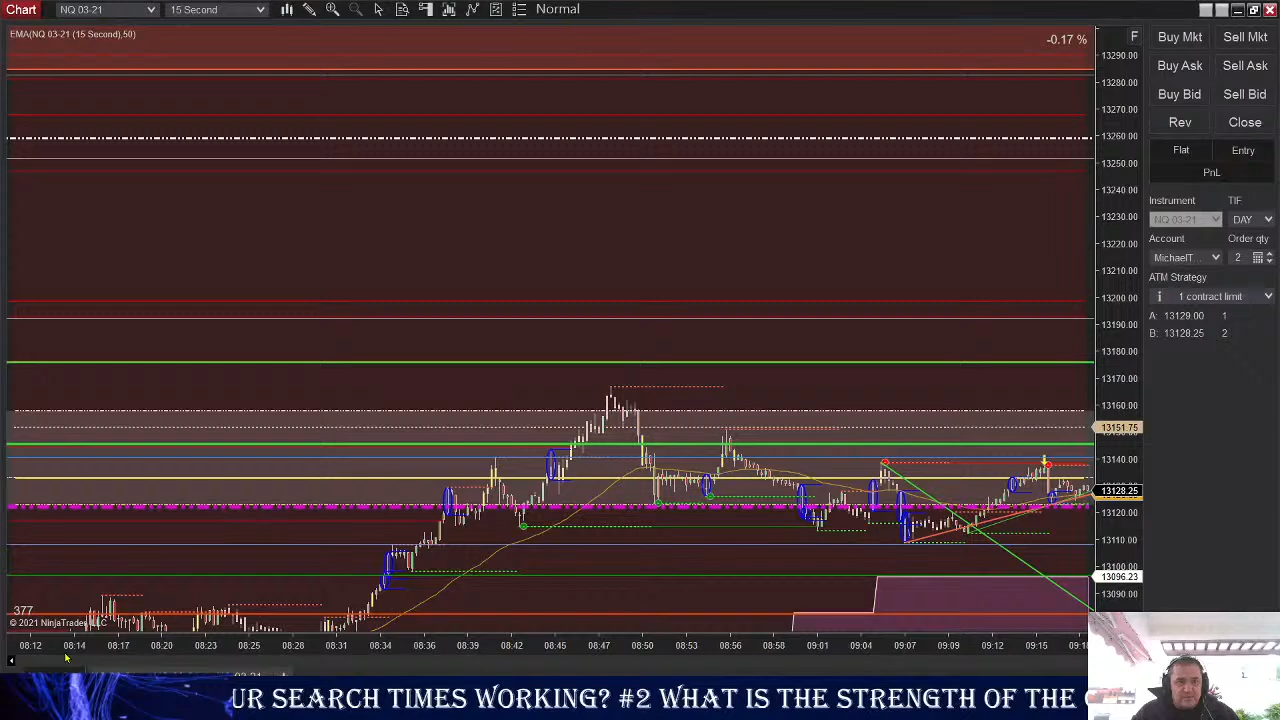 Chart NQ 03-21 15 Second Normal
EMA(NQ 03-21 (15 Second),50)
-0.17 %
F
13290.00
13280.00
13270.00
13260.00
13250.00
13240.00
13230.00
13220.00
13210.00
13200.00
13190.00
13180.00
13170.00
13160.00
13151.75
13140.00
13128.25
13120.00
13110.00
13100.00
13096.23
13090.00
377
© 2021 NinjaTrader, LLC
08:12 08:14 08:17 08:20 08:23 08:25 08:28 08:31 08:34 08:36 08:39 08:42 08:44 08:47 08:50 08:53 08:55 08:58 09:01 09:04 09:07 09:09 09:12 09:15 09:18
Buy Mkt Sell Mkt
Buy Ask Sell Ask
Buy Bid Sell Bid
Rev Close
Flat Entry
PnL
Instrument TIF
NQ 03-21 DAY
Account Order qty
MichaelT 2
ATM Strategy
i 1 contract limit
A: 13129.00 1
B: 13128.25 2
UR SEARCH TIMES WORKING? #2 WHAT IS THE STRENGTH OF THE